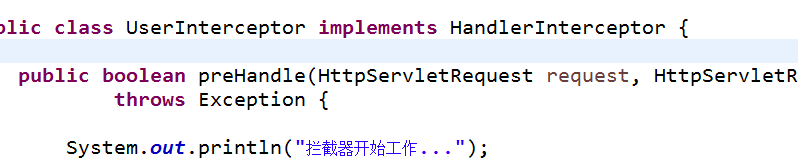 blic class UserInterceptor implements HandlerInterceptor {
public boolean preHandle(HttpServletRequest request, HttpServletR
throws Exception {
System.out.println("拦截器开始工作...");